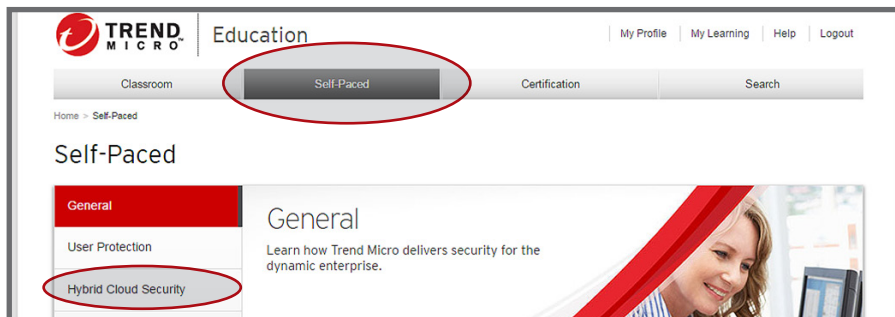 TREND MICRO™
Education
My Profile My Learning Help Logout
Classroom Self-Paced Certification Search
Home > Self-Paced
Self-Paced
General
User Protection
Hybrid Cloud Security
General
Learn how Trend Micro delivers security for the
dynamic enterprise.